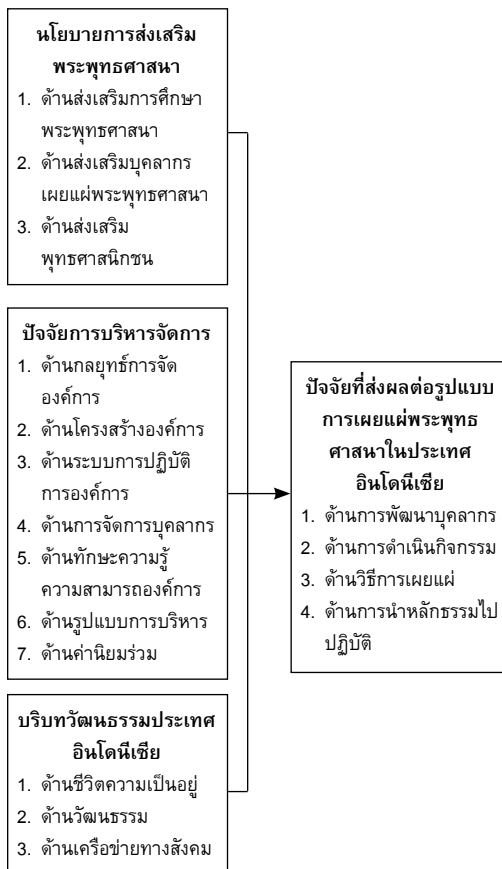 นโยบายการส่งเสริม
พระพุทธศาสนา
1. ด้านส่งเสริมการศึกษา
พระพุทธศาสนา
2. ด้านส่งเสริมบุคลากร
เผยแผ่พระพุทธศาสนา
3. ด้านส่งเสริม
พุทธศาสนิกชน
ปัจจัยการบริหารจัดการ
1. ด้านกลยุทธ์การจัด
องค์การ
2. ด้านโครงสร้างองค์การ
3. ด้านระบบการปฏิบัติ
การองค์การ
4. ด้านการจัดการบุคลากร
5. ด้านทักษะความรู้
ความสามารถองค์การ
6. ด้านรูปแบบการบริหาร
7. ด้านค่านิยมร่วม
บริบทวัฒนธรรมประเทศ
อินโดนีเซีย
1. ด้านชีวิตความเป็นอยู่
2. ด้านวัฒนธรรม
3. ด้านเครือข่ายทางสังคม
ปัจจัยที่ส่งผลต่อรูปแบบ
การเผยแผ่พระพุทธ
ศาสนาในประเทศ
อินโดนีเซีย
1. ด้านการพัฒนาบุคลากร
2. ด้านการดำเนินกิจกรรม
3. ด้านวิธีการเผยแผ่
4. ด้านการนำหลักธรรมไป
ปฏิบัติ